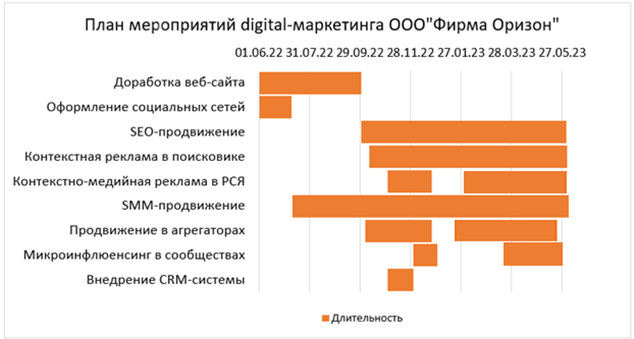 План мероприятий digital-маркетинга ООО"Фирма Оризон"
01.06.22 31.07.22 29.09.22 28.11.22 27.01.23 28.03.23 27.05.23
Доработка веб-сайта
Оформление социальных сетей
SEO-продвижение
Контекстная реклама в поисковике
Контекстно-медийная реклама в РСЯ
SMM-продвижение
Продвижение в агрегаторах
Микроинфлюенсинг в сообществах
Внедрение CRM-системы
Длительность